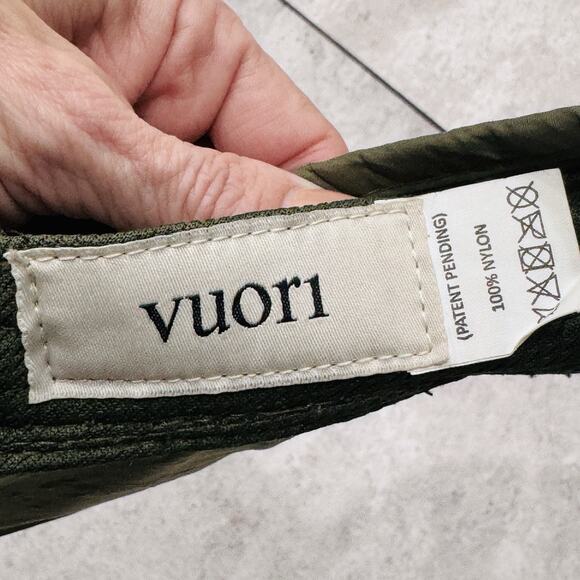 vuori
(PATENT PENDING)
100% NYLON